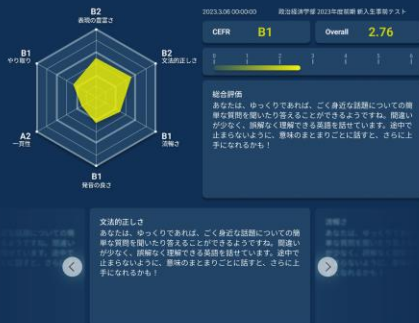 B2
表現の豊富さ
B2
文法的正しさ
B1
流暢さ
B1
発音の良さ
A2
一貫性
B1
やり取り
2023.3.08 00:00:00 政治経済学部 2023年度前期 新入生事前テスト
CEFR B1
Overall 2.76
0 1 2 3 4 5 6
総合評価
あなたは、ゆっくりであれば、ごく身近な話題についての簡
単な質問を聞いたり答えることができるようですね。間違い
が少なく、誤解なく理解できる英語を話せています。途中で
止まらないように、意味のまとまりごとに話すと、さらに上
手になれるかも！
文法的正しさ
あなたは、ゆっくりであれば、ごく身近な話題についての簡
単な質問を聞いたり答えることができるようですね。間違い
が少なく、誤解なく理解できる英語を話せています。途中で
止まらないように、意味のまとまりごとに話すと、さらに上
手になれるかも！